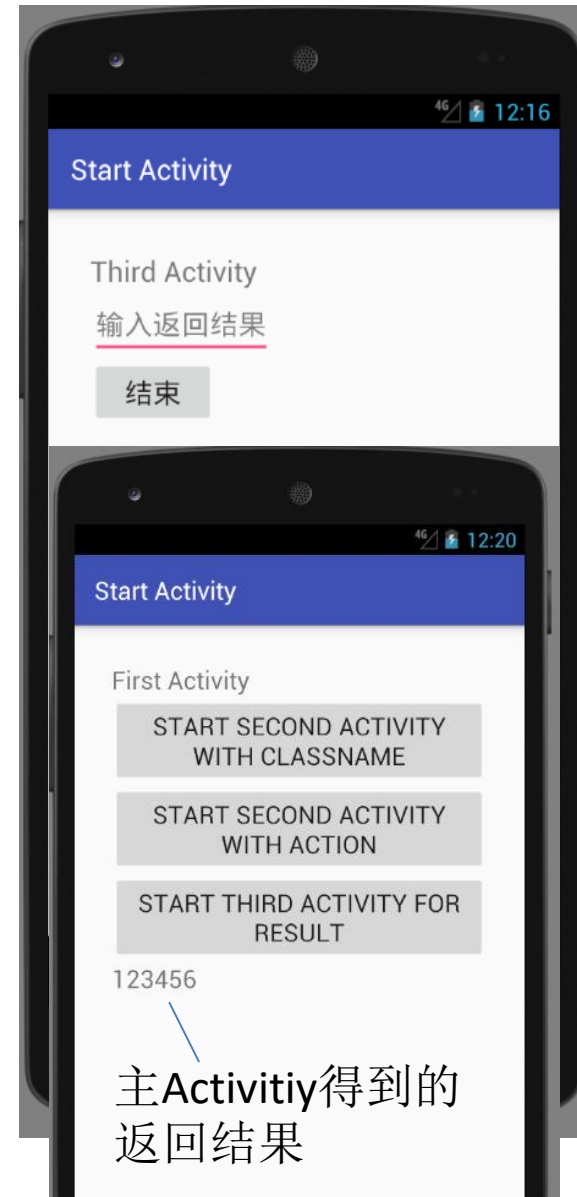 4G 12:16
Start Activity
Third Activity
输入返回结果
结束
4G 12:20
Start Activity
First Activity
START SECOND ACTIVITY
WITH CLASSNAME
START SECOND ACTIVITY
WITH ACTION
START THIRD ACTIVITY FOR
RESULT
123456
主Activitiy得到的
返回结果